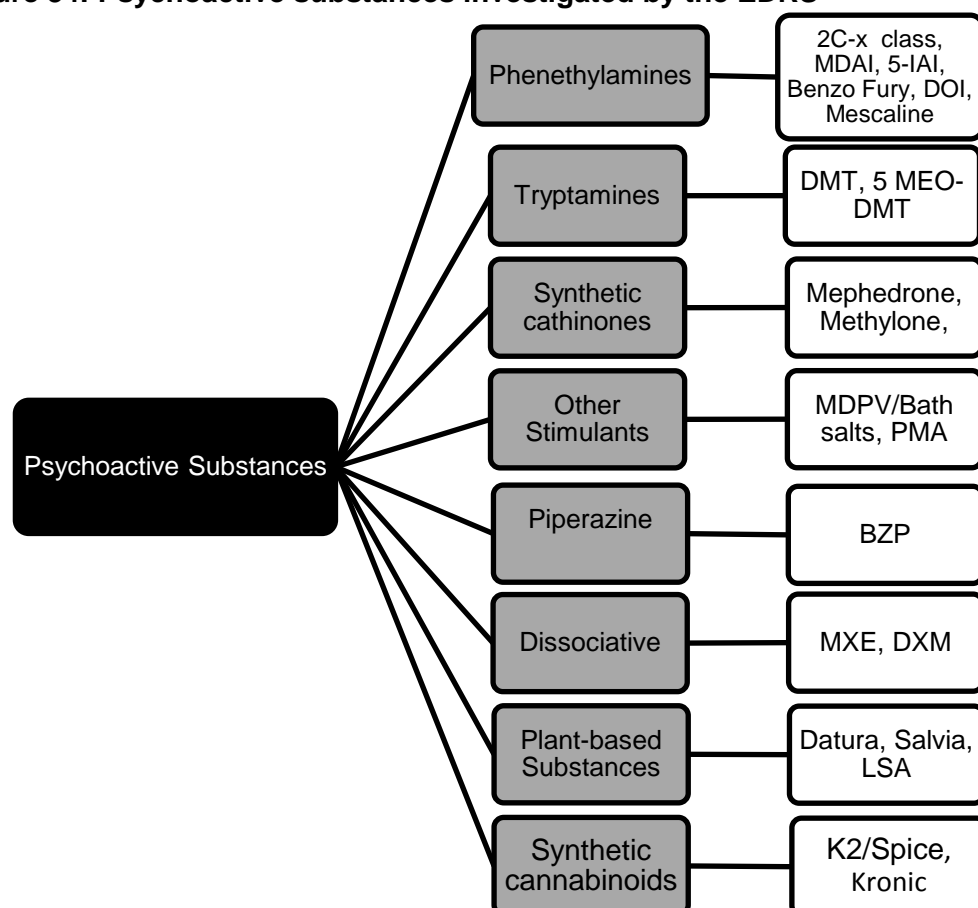 Psychoactive Substances
Phenethylamines
2C-x class,
MDAI, 5-IAI,
Benzo Fury, DOI,
Mescaline
Tryptamines
DMT, 5 MEO-
DMT
Synthetic
cathinones
Mephedrone,
Methylone,
Other
Stimulants
MDPV/Bath
salts, PMA
Piperazine
BZP
Dissociative
MXE, DXM
Plant-based
Substances
Datura, Salvia,
LSA
Synthetic
cannabinoids
K2/Spice,
Kronic